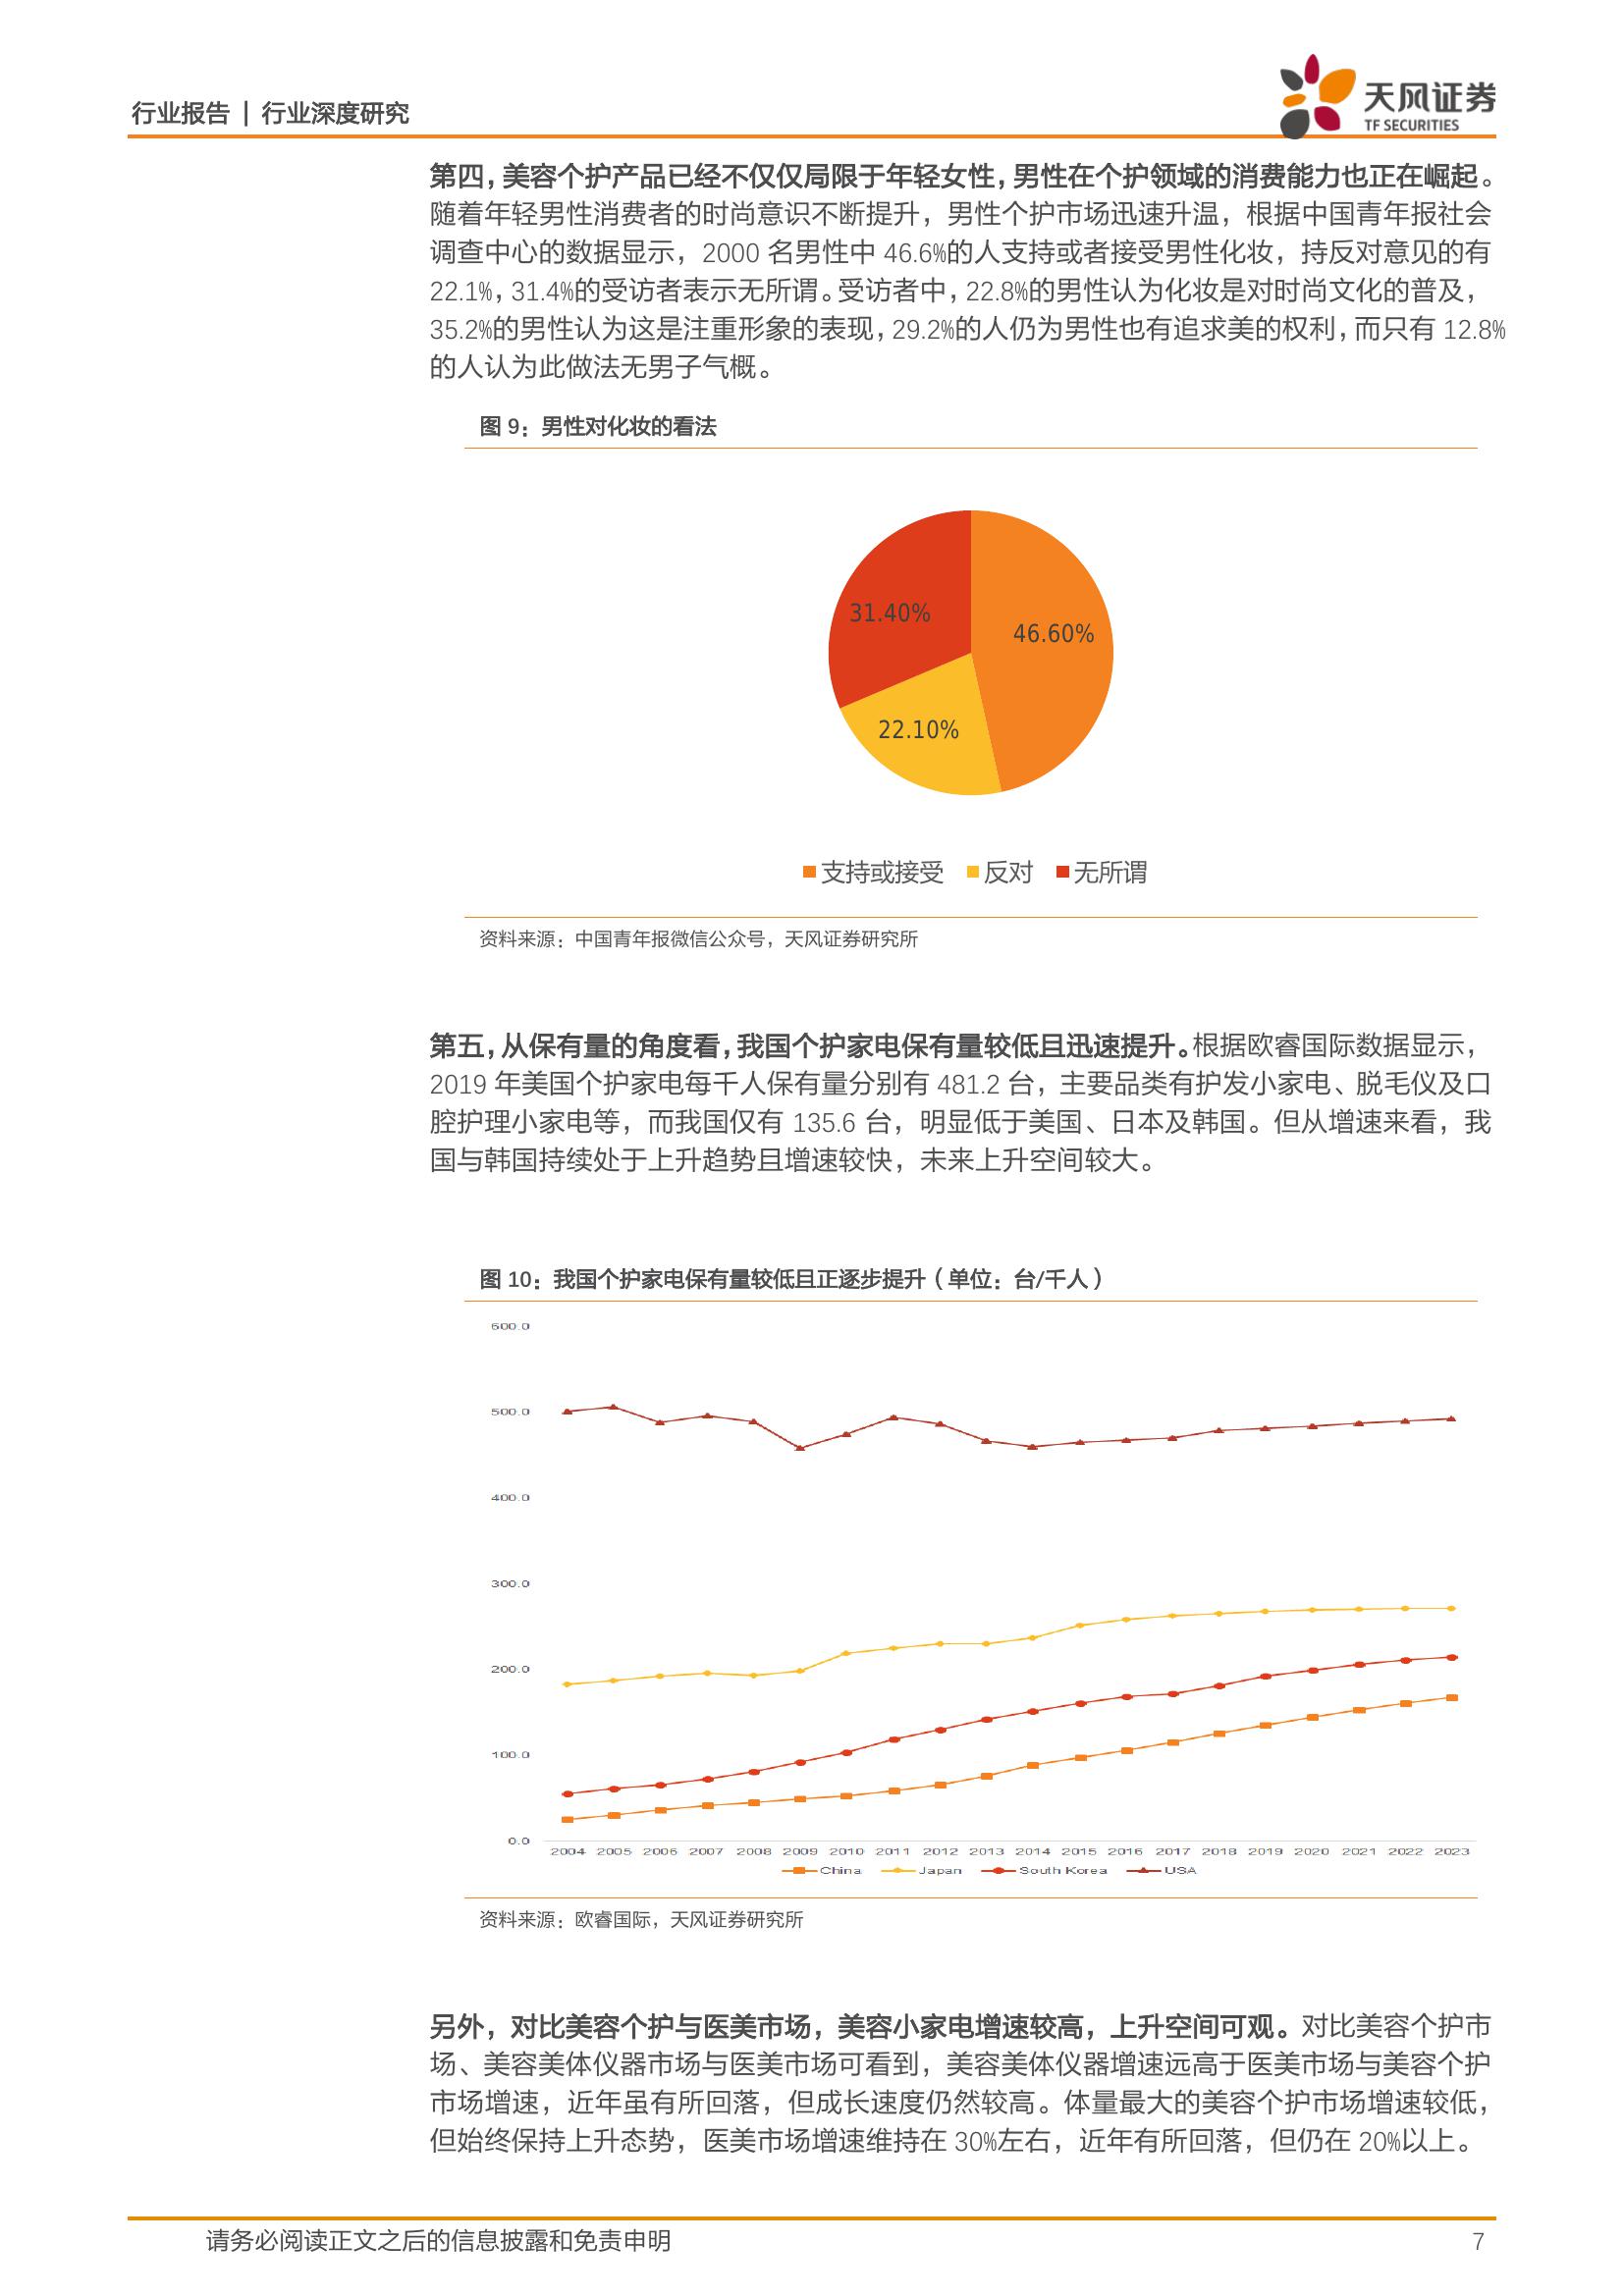 行业报告 | 行业深度研究
天风证券
TF SECURITIES
第四，美容个护产品已经不仅仅局限于年轻女性，男性在个护领域的消费能力也正在崛起。
随着年轻男性消费者的时尚意识不断提升，男性个护市场迅速升温，根据中国青年报社会
调查中心的数据显示，2000 名男性中 46.6%的人支持或者接受男性化妆，持反对意见的有
22.1%，31.4%的受访者表示无所谓。受访者中，22.8%的男性认为化妆是对时尚文化的普及，
35.2%的男性认为这是注重形象的表现，29.2%的人仍为男性也有追求美的权利，而只有 12.8%
的人认为此做法无男子气概。
图 9：男性对化妆的看法
31.40%
46.60%
22.10%
支持或接受 反对 无所谓
资料来源：中国青年报微信公众号，天风证券研究所
第五，从保有量的角度看，我国个护家电保有量较低且迅速提升。根据欧睿国际数据显示，
2019 年美国个护家电每千人保有量分别有 481.2 台，主要品类有护发小家电、脱毛仪及口
腔护理小家电等，而我国仅有 135.6 台，明显低于美国、日本及韩国。但从增速来看，我
国与韩国持续处于上升趋势且增速较快，未来上升空间较大。
图 10：我国个护家电保有量较低且正逐步提升（单位：台/千人）
600.0
500.0
400.0
300.0
200.0
100.0
0.0
2004 2005 2006 2007 2008 2009 2010 2011 2012 2013 2014 2015 2016 2017 2018 2019 2020 2021 2022 2023
China Japan South Korea USA
资料来源：欧睿国际，天风证券研究所
另外，对比美容个护与医美市场，美容小家电增速较高，上升空间可观。对比美容个护市
场、美容美体仪器市场与医美市场可看到，美容美体仪器增速远高于医美市场与美容个护
市场增速，近年虽有所回落，但成长速度仍然较高。体量最大的美容个护市场增速较低，
但始终保持上升态势，医美市场增速维持在 30%左右，近年有所回落，但仍在 20%以上。
请务必阅读正文之后的信息披露和免责申明
7